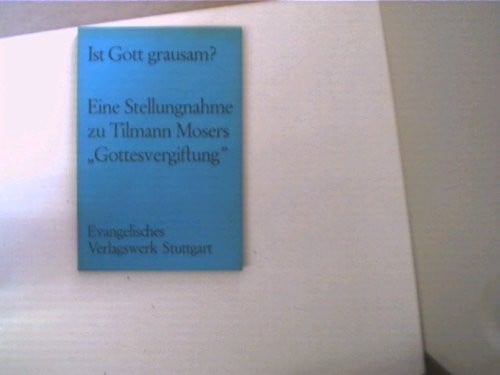 Ist Gott grausam?
Eine Stellungnahme
zu Tilmann Mosers
„Gottesvergiftung”
Evangelisches
Verlagswerk Stuttgart